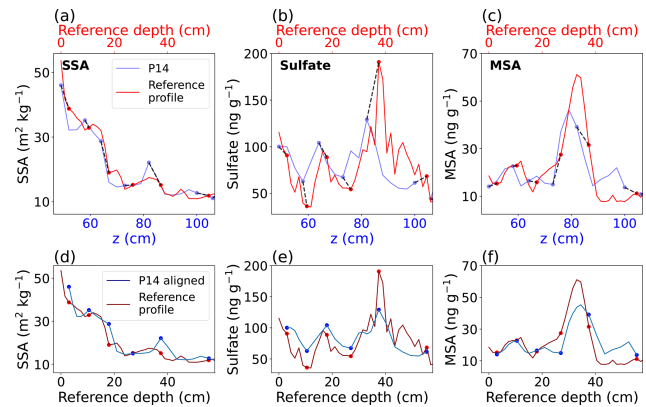 (a)
Reference depth (cm)
0 20 40
SSA
P14
Reference
profile
50
30
10
SSA (m² kg⁻¹)
60 80 100
z (cm)
(b)
Reference depth (cm)
0 20 40
Sulfate
200
150
100
50
Sulfate (ng g⁻¹)
60 80 100
z (cm)
(c)
Reference depth (cm)
0 20 40
MSA
70
50
30
10
MSA (ng g⁻¹)
60 80 100
z (cm)
(d)
P14 aligned
Reference
profile
50
30
10
SSA (m² kg⁻¹)
0 20 40
Reference depth (cm)
(e)
200
150
100
50
Sulfate (ng g⁻¹)
0 20 40
Reference depth (cm)
(f)
70
50
30
10
MSA (ng g⁻¹)
0 20 40
Reference depth (cm)